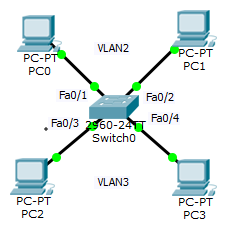 VLAN2
PC-PT
PC0
PC-PT
PC1
Fa0/1
Fa0/2
2960-24TT
Switch0
Fa0/3
Fa0/4
PC-PT
PC2
VLAN3
PC-PT
PC3